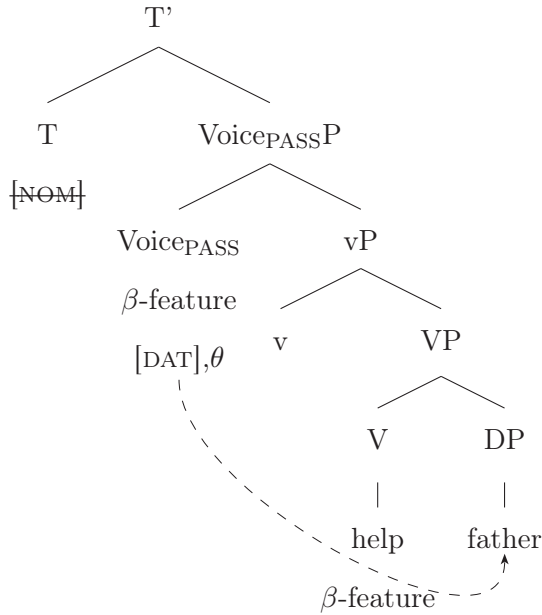 T'
T VoicePASSP
[NOM]
VoicePASS vP
β-feature
v VP
[DAT],θ
V DP
help father
β-feature